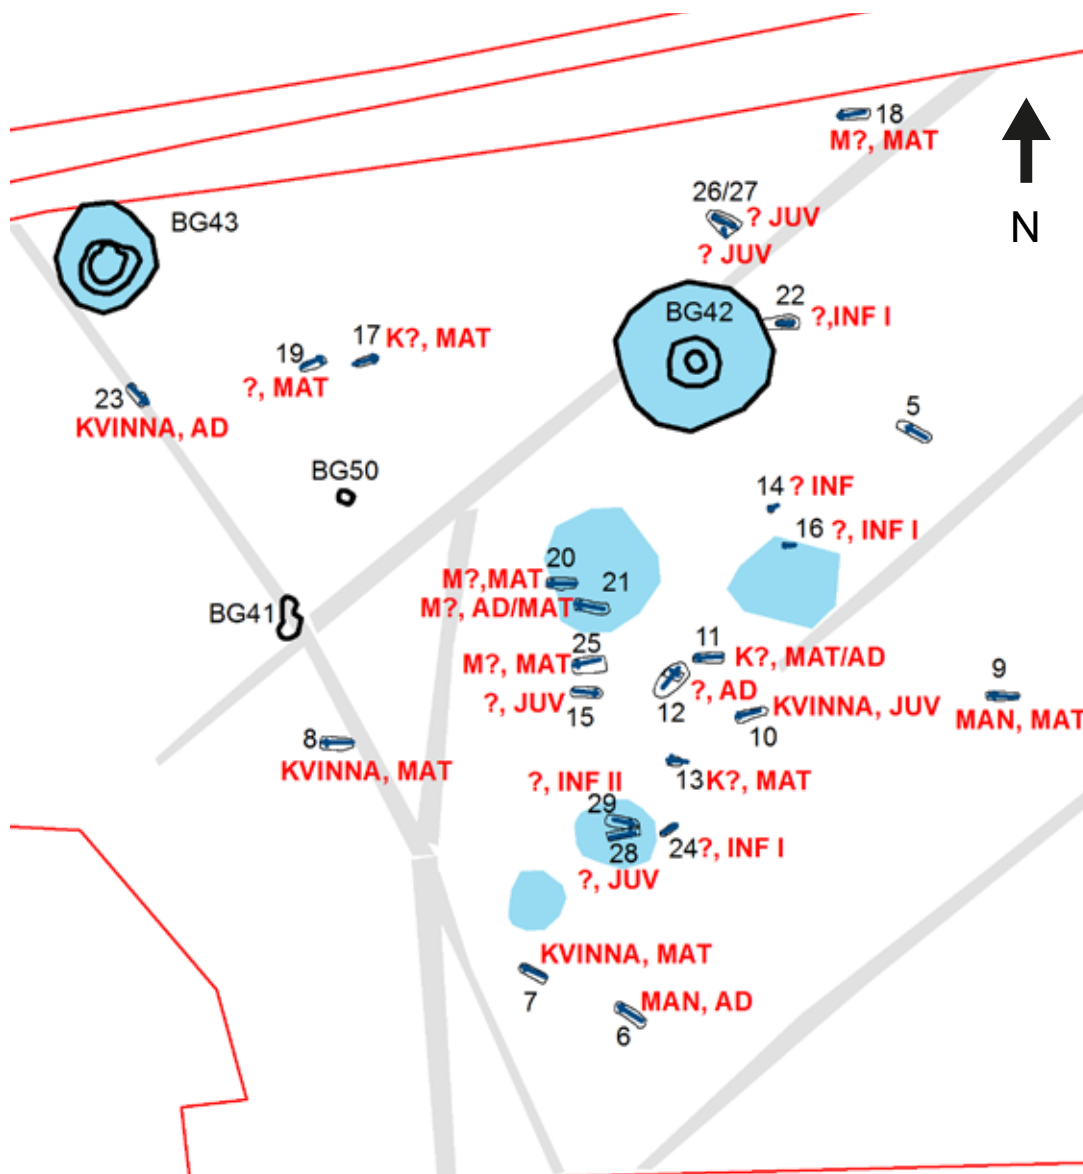 18
M?, MAT
N
26/27
? JUV
? JUV
BG43
BG42
22
?,INF I
17
K?, MAT
19
?, MAT
23
KVINNA, AD
5
BG50
14 ? INF
16 ?, INF I
20
M?,MAT
21
M?, AD/MAT
BG41
25
M?, MAT
11
K?, MAT/AD
?, JUV
15
?, AD
12
KVINNA, JUV
10
9
MAN, MAT
8
KVINNA, MAT
13 K?, MAT
?, INF II
29
28
24 ?, INF I
?, JUV
KVINNA, MAT
7
MAN, AD
6